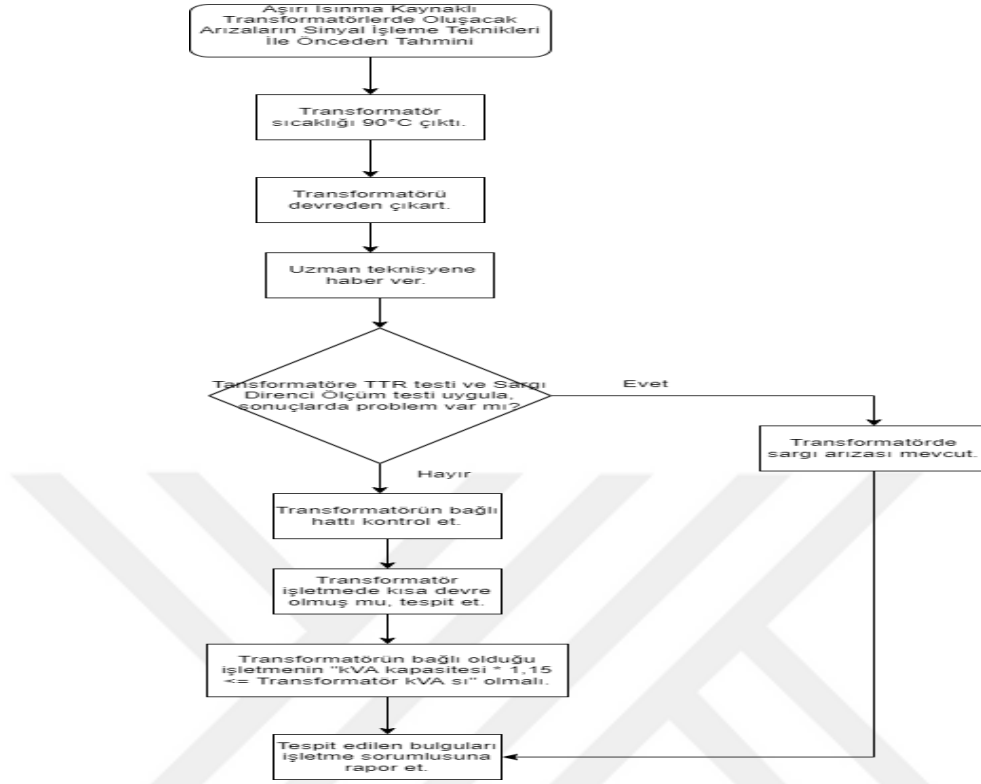 Aşırı Isınma Kaynaklı
Transformatörlerde Oluşacak
Arızaların Sinyal İşleme Teknikleri
İle Önceden Tahmini
Transformatör
sıcaklığı 90°C çıktı.
Transformatörü
devreden çıkart.
Uzman teknisyene
haber ver.
Tansformatöre TTR testi ve Sargı
Direnci Ölçüm testi uygula,
sonuçlarda problem var mı?
Evet
Transformatörde
sargı arızası mevcut.
Hayır
Transformatörün bağlı
hattı kontrol et.
Transformatör
işletmede kısa devre
olmuş mu, tespit et.
Transformatörün bağlı olduğu
işletmenin "kVA kapasitesi * 1,15
<= Transformatör kVA sı" olmalı.
Tespit edilen bulguları
işletme sorumlusuna
rapor et.